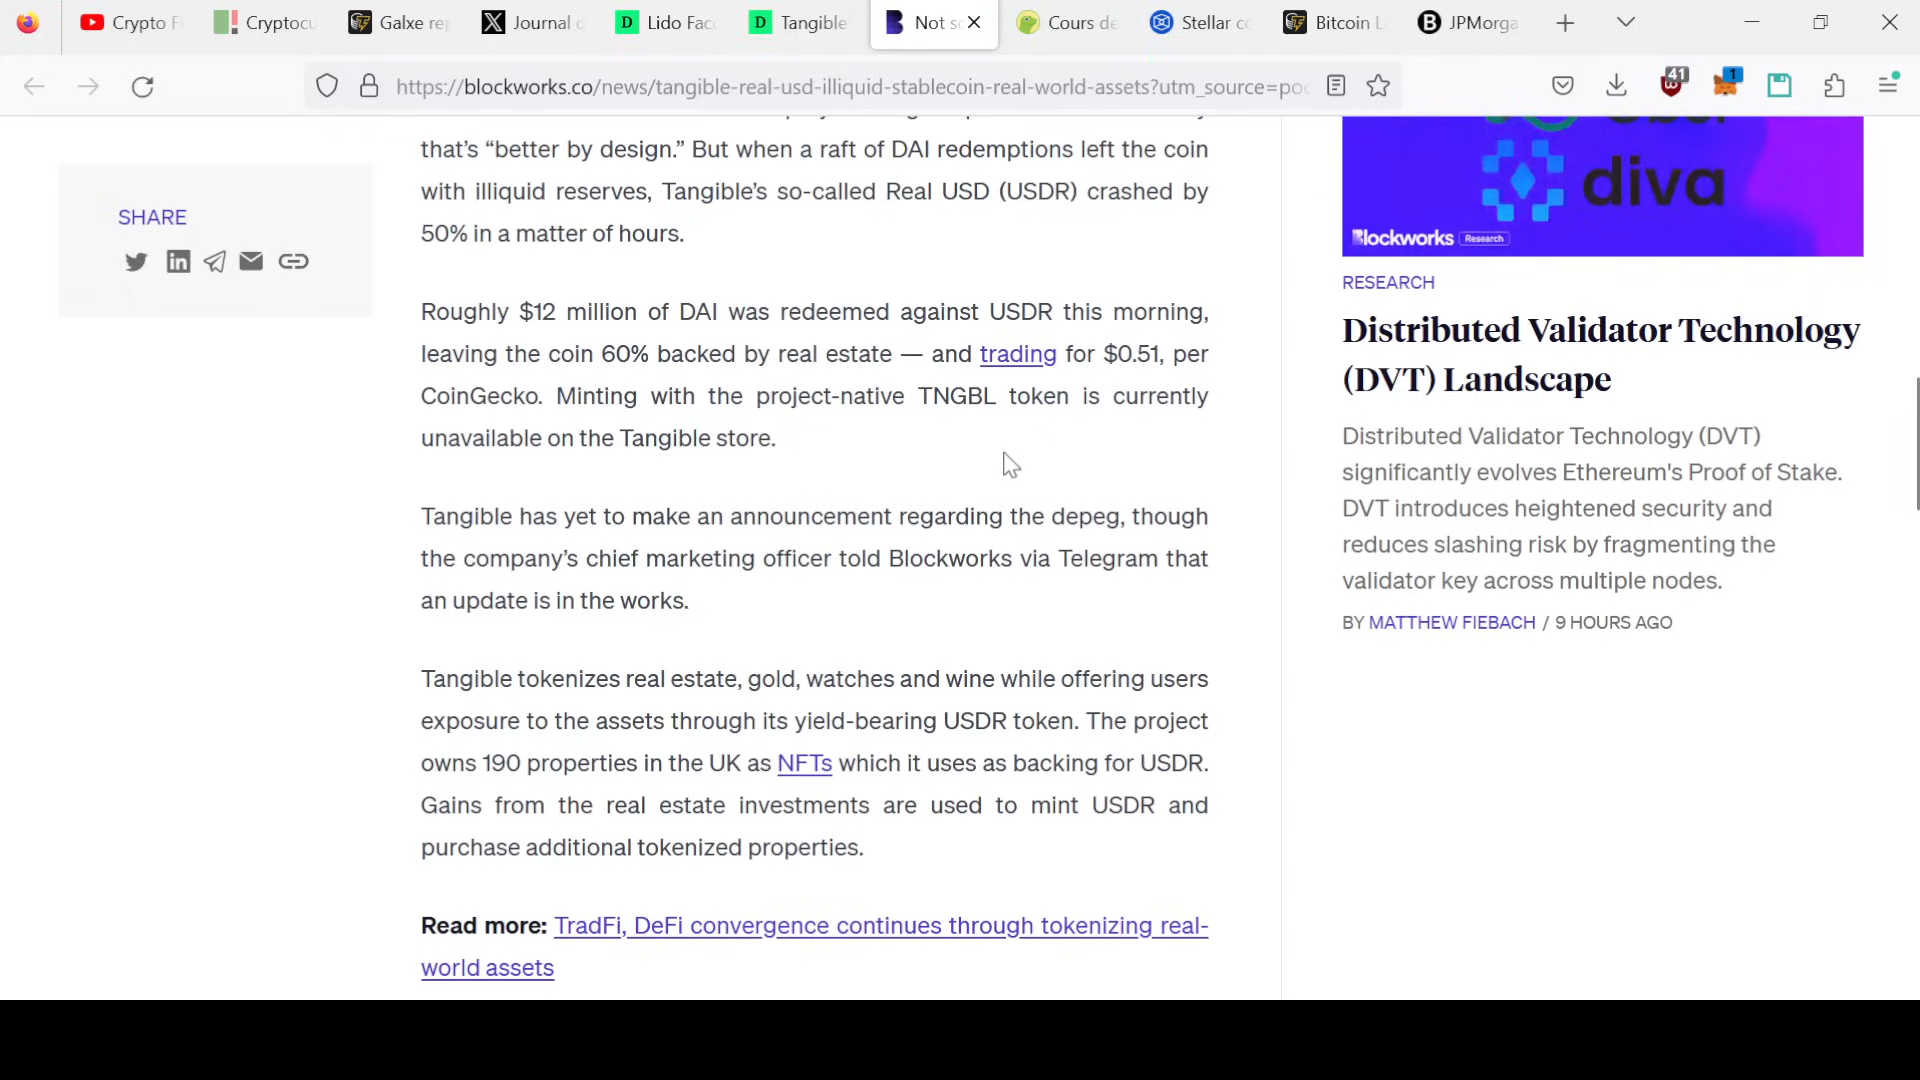 Crypto F
Cryptocu
Galxe re
Journal d
Lido Fac
Tangible'
Not so
Cours de
Stellar co
Bitcoin L
JPMorga
https://blockworks.co/news/tangible-real-usd-illiquid-stablecoin-real-world-assets?utm_source=poc
41
1
that's “better by design.” But when a raft of DAI redemptions left the coin
with illiquid reserves, Tangible's so-called Real USD (USDR) crashed by
50% in a matter of hours.
SHARE
Roughly $12 million of DAI was redeemed against USDR this morning,
leaving the coin 60% backed by real estate — and trading for $0.51, per
CoinGecko. Minting with the project-native TNGBL token is currently
unavailable on the Tangible store.
Tangible has yet to make an announcement regarding the depeg, though
the company's chief marketing officer told Blockworks via Telegram that
an update is in the works.
Tangible tokenizes real estate, gold, watches and wine while offering users
exposure to the assets through its yield-bearing USDR token. The project
owns 190 properties in the UK as NFTs which it uses as backing for USDR.
Gains from the real estate investments are used to mint USDR and
purchase additional tokenized properties.
Read more: TradFi, DeFi convergence continues through tokenizing real-
world assets
diva
Blockworks Research
RESEARCH
Distributed Validator Technology
(DVT) Landscape
Distributed Validator Technology (DVT)
significantly evolves Ethereum's Proof of Stake.
DVT introduces heightened security and
reduces slashing risk by fragmenting the
validator key across multiple nodes.
BY MATTHEW FIEBACH / 9 HOURS AGO